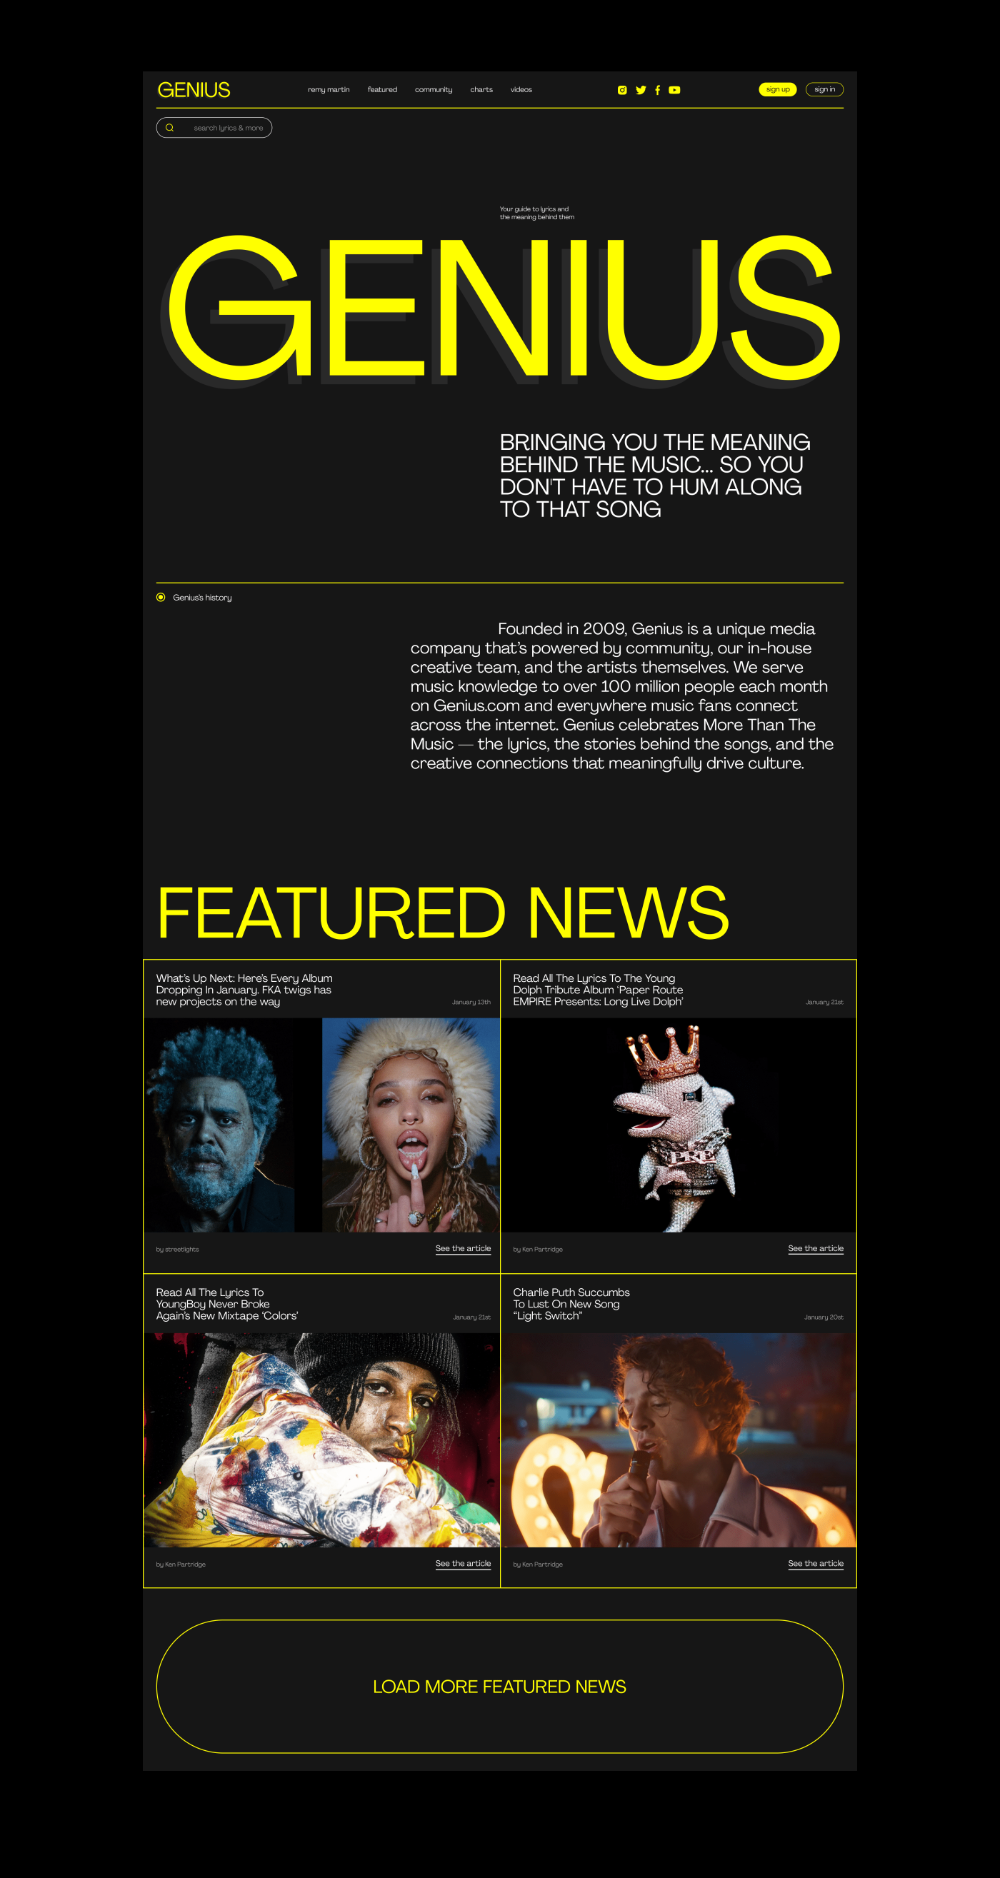 GENIUS
remy martin featured community charts videos
sign up sign in
search lyrics & more
Your guide to lyrics and
the meaning behind them
GENIUS
BRINGING YOU THE MEANING
BEHIND THE MUSIC... SO YOU
DON'T HAVE TO HUM ALONG
TO THAT SONG
Genius's history
Founded in 2009, Genius is a unique media
company that's powered by community, our in-house
creative team, and the artists themselves. We serve
music knowledge to over 100 million people each month
on Genius.com and everywhere music fans connect
across the internet. Genius celebrates More Than The
Music — the lyrics, the stories behind the songs, and the
creative connections that meaningfully drive culture.
FEATURED NEWS
What's Up Next: Here's Every Album
Dropping In January. FKA twigs has
new projects on the way
January 13th
Read All The Lyrics To The Young
Dolph Tribute Album 'Paper Route
EMPIRE Presents: Long Live Dolph'
January 21st
PRE
by streetlights
See the article
by Ken Partridge
See the article
Read All The Lyrics To
YoungBoy Never Broke
Again's New Mixtape 'Colors'
January 21st
Charlie Puth Succumbs
To Lust On New Song
"Light Switch"
January 20st
by Ken Partridge
See the article
by Ken Partridge
See the article
LOAD MORE FEATURED NEWS